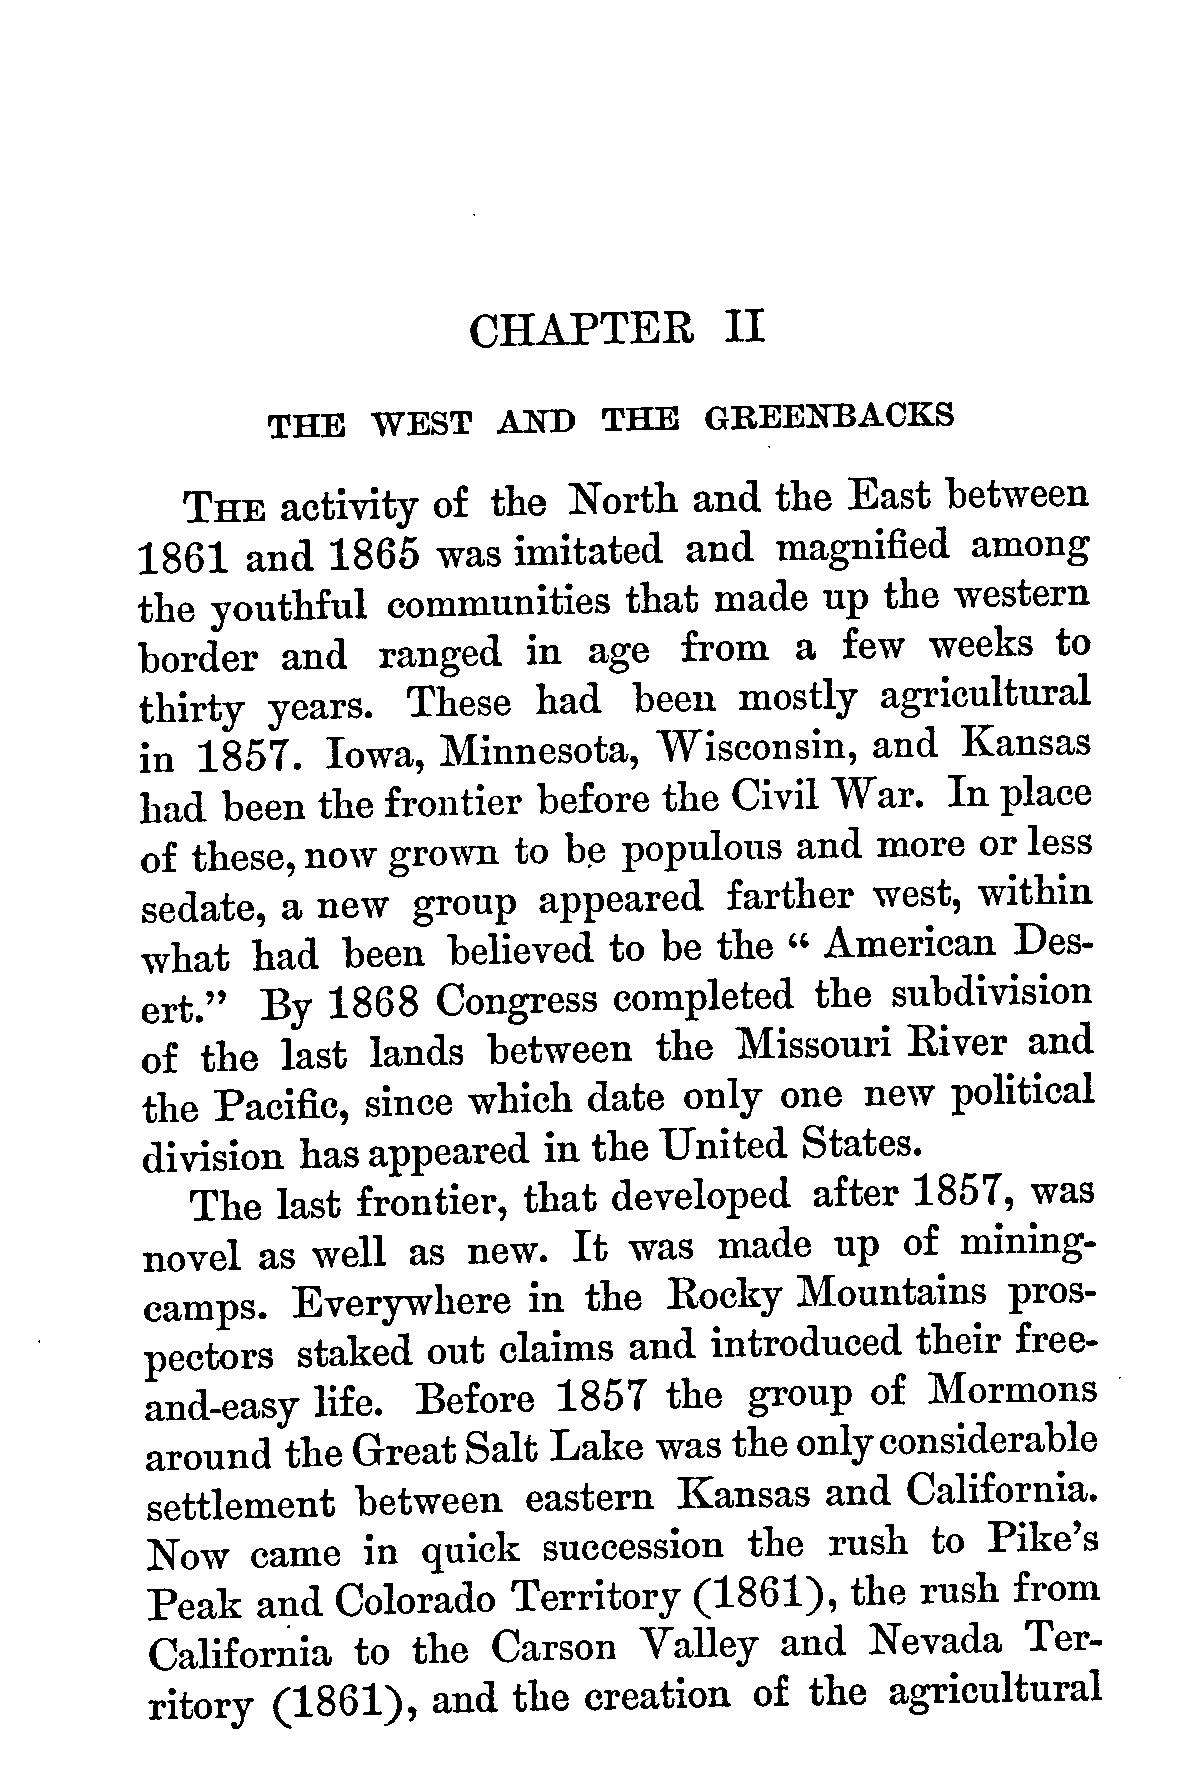 CHAPTER II
THE WEST AND THE GREENBACKS
THE activity of the North and the East between
1861 and 1865 was imitated and magnified among
the youthful communities that made up the western
border and ranged in age from a few weeks to
thirty years. These had been mostly agricultural
in 1857. Iowa, Minnesota, Wisconsin, and Kansas
had been the frontier before the Civil War. In place
of these, now grown to be populous and more or less
sedate, a new group appeared farther west, within
what had been believed to be the “ American Des-
ert.” By 1868 Congress completed the subdivision
of the last lands between the Missouri River and
the Pacific, since which date only one new political
division has appeared in the United States.
The last frontier, that developed after 1857, was
novel as well as new. It was made up of mining-
camps. Everywhere in the Rocky Mountains pros-
pectors staked out claims and introduced their free-
and-easy life. Before 1857 the group of Mormons
around the Great Salt Lake was the only considerable
settlement between eastern Kansas and California.
Now came in quick succession the rush to Pike’s
Peak and Colorado Territory (1861), the rush from
California to the Carson Valley and Nevada Ter-
ritory (1861), and the creation of the agricultural